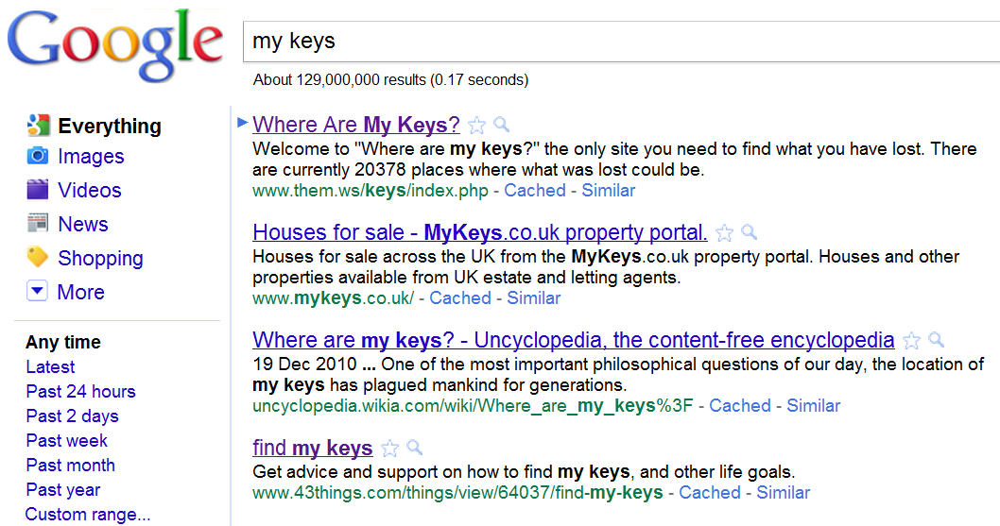 Google
my keys
About 129,000,000 results (0.17 seconds)
Everything
Images
Videos
News
Shopping
More
Any time
Latest
Past 24 hours
Past 2 days
Past week
Past month
Past year
Custom range...
Where Are My Keys?
Welcome to "Where are my keys?" the only site you need to find what you have lost. There
are currently 20378 places where what was lost could be.
www.them.ws/keys/index.php - Cached - Similar
Houses for sale - MyKeys.co.uk property portal.
Houses for sale across the UK from the MyKeys.co.uk property portal. Houses and other
properties available from UK estate and letting agents.
www.mykeys.co.uk/ - Cached - Similar
Where are my keys? - Uncyclopedia, the content-free encyclopedia
19 Dec 2010 ... One of the most important philosophical questions of our day, the location of
my keys has plagued mankind for generations.
uncyclopedia.wikia.com/wiki/Where_are_my_keys%3F - Cached - Similar
find my keys
Get advice and support on how to find my keys, and other life goals.
www.43things.com/things/view/64037/find-my-keys - Cached - Similar